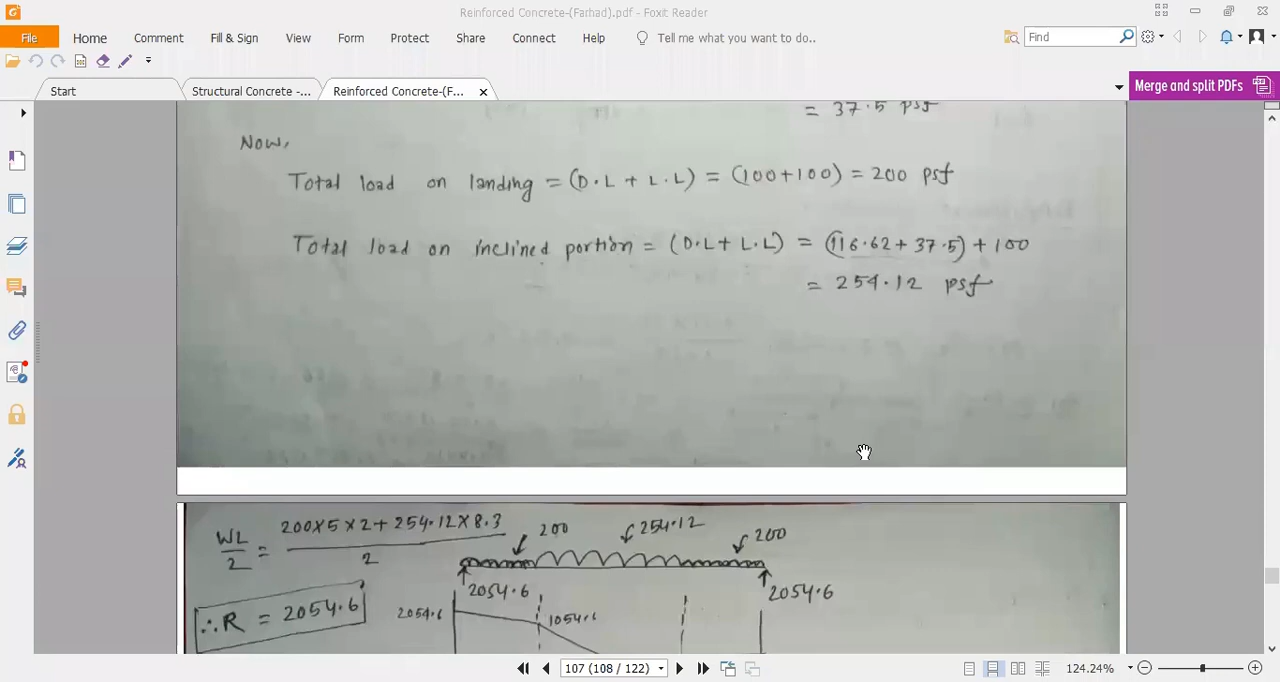 Reinforced Concrete-(Farhad).pdf - Foxit Reader
File Home Comment Fill & Sign View Form Protect Share Connect Help Tell me what you want to do.. Find
Start Structural Concrete -... Reinforced Concrete-(F... Merge and split PDFs
= 37.5 psf
Now,
Total load on landing = (D.L + L.L) = (100+100) = 200 psf
Total load on inclined portion = (D.L + L.L) = (116.62 + 37.5) + 100
= 254.12 psf
WL/2 = 200×5×2+254.12×8.3/2
200 254.12 200
2054.6 2054.6
∴R = 2054.6
2054.6 1054.6
107 (108 / 122) 124.24%